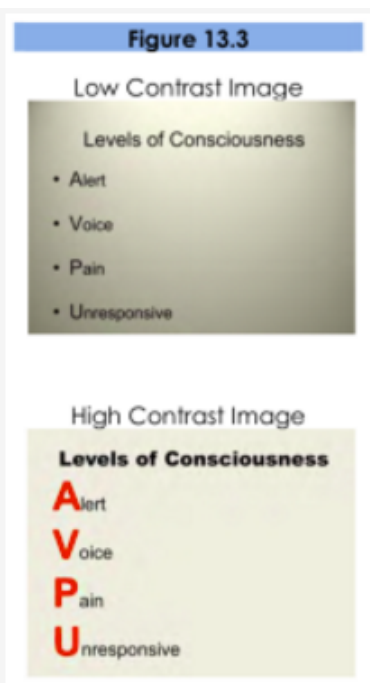 Figure 13.3
Low Contrast Image
Levels of Consciousness
• Alert
• Voice
• Pain
• Unresponsive
High Contrast Image
Levels of Consciousness
Alert
Voice
Pain
Unresponsive